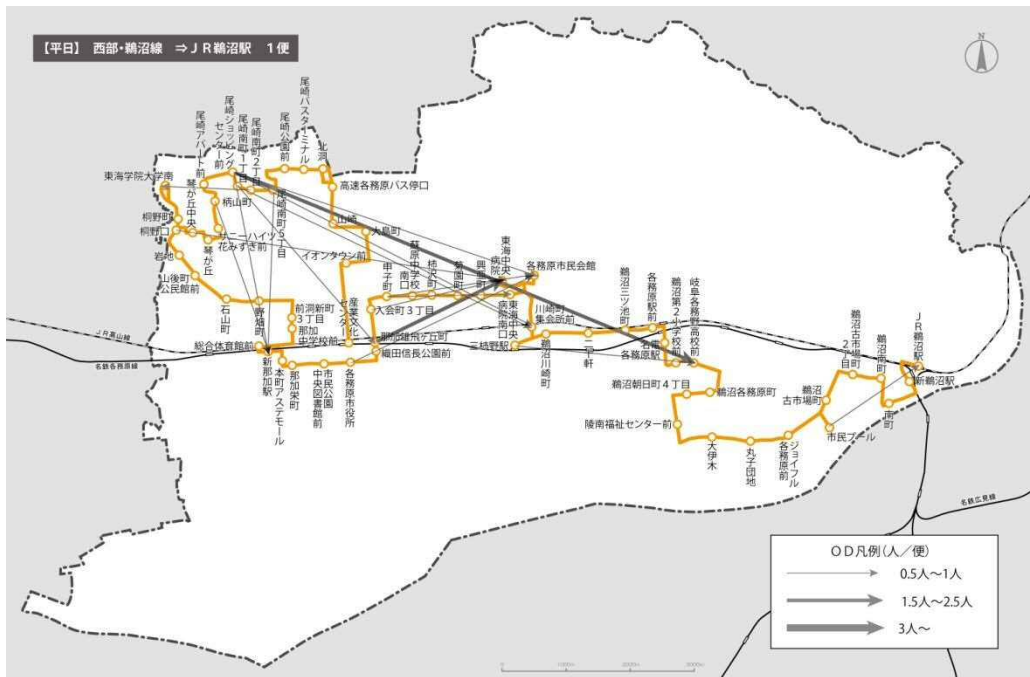 【平日】 西部・鵜沼線 ⇒ＪＲ鵜沼駅 １便
N
尾崎アパート前
尾崎ショッピング
センター前
尾崎南町１丁目
尾崎南町２丁目
尾崎公園前
尾崎バスターミナル
北洞
高速各務原バス停口
東海学院大学南
琴が丘中央
柄山町
尾崎南町５丁目
山崎
桐野町
桐野口
サニーハイツ
花みずき前
大島町
岩地
琴が丘
イオンタウン前
山後町
公民館前
申子町
蘇原中学校
南口
柿沢町
菊園町
興亜町
東海中央
病院
各務原市民会館
石山町
野畑町
前洞新町
３丁目
那加
中学校前
産業文化
センター
入会町３丁目
東海中央
病院南口
川崎町
集会所前
鵜沼三ツ池町
各務原駅前
鵜沼第２小学校前
岐阜各務野高校前
ＪＲ高山線
総合体育館前
那加雄飛ヶ丘町
三柿野駅
織田信長公園前
鵜沼川崎町
二十軒
名電
各務原駅
名鉄各務原線
新那加駅
本町アステモール
那加栄町
市民公園
中央図書館前
各務原市役所
鵜沼朝日町４丁目
鵜沼各務原町
鵜沼
古市場町
鵜沼古市場町
２丁目
鵜沼南町
ＪＲ鵜沼駅
新鵜沼駅
南町
市民プール
陵南福祉センター前
大伊木
丸子団地
ジョイフル
各務原前
名鉄広見線
ＯＤ凡例（人／便）
0.5人～1人
1.5人～2.5人
3人～
0 1000m 2000m 3000m